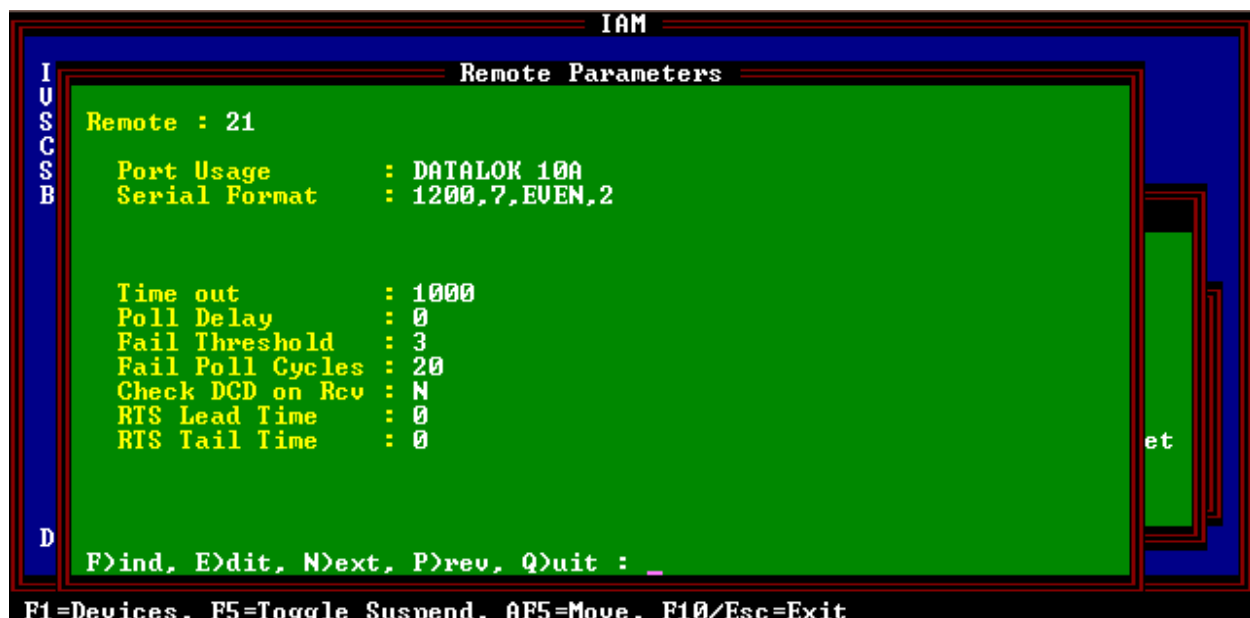 IAM
Remote Parameters
I
V
S
C
S
B
Remote : 21
Port Usage : DATALOK 10A
Serial Format : 1200,7,EVEN,2
Time out : 1000
Poll Delay : 0
Fail Threshold : 3
Fail Poll Cycles : 20
Check DCD on Rcv : N
RTS Lead Time : 0
RTS Tail Time : 0
et
D
F)ind, E)dit, N)ext, P)rev, Q)uit : _
F1=Devices, F5=Toggle Suspend, AF5=Move, F10/Esc=Exit